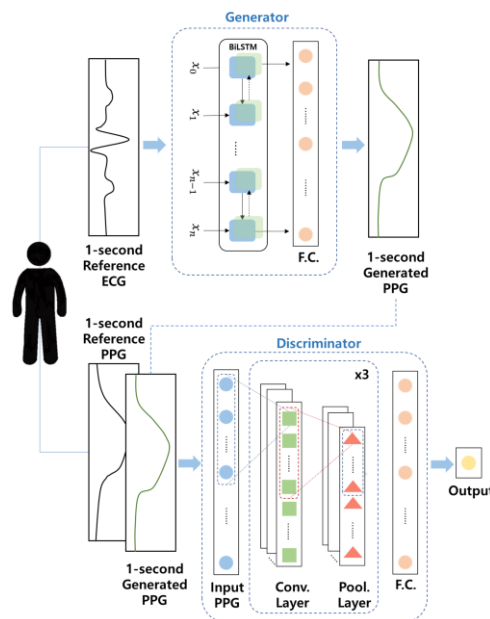 Generator
BiLSTM
x0
x1
......
xn−1
xn
......
F.C.
1-second
Reference
ECG
1-second
Generated
PPG
1-second
Reference
PPG
Discriminator
x3
1-second
Generated
PPG
......
......
Input
PPG
......
......
Conv.
Layer
......
......
Pool.
Layer
......
......
F.C.
Output